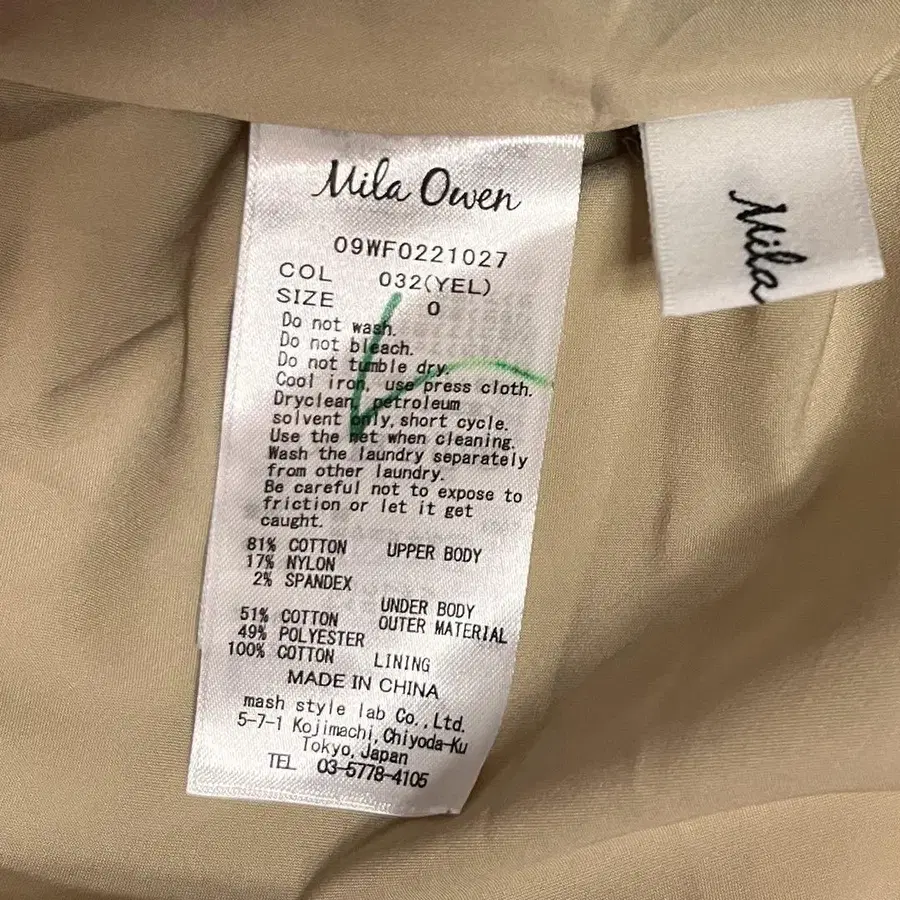 Mila Owen
09WF0221027
COL 032(YEL)
SIZE 0
Do not wash.
Do not bleach.
Do not tumble dry.
Cool iron, use press cloth.
Dryclean, petroleum
solvent only, short cycle.
Use the net when cleaning.
Wash the laundry separately
from other laundry.
Be careful not to expose to
friction or let it get
caught.
81% COTTON UPPER BODY
17% NYLON
2% SPANDEX
UNDER BODY
51% COTTON OUTER MATERIAL
49% POLYESTER
100% COTTON LINING
MADE IN CHINA
mash style lab Co.,Ltd.
5-7-1 Kojimachi, Chiyoda-Ku
Tokyo, Japan
TEL 03-5778-4105
Mila